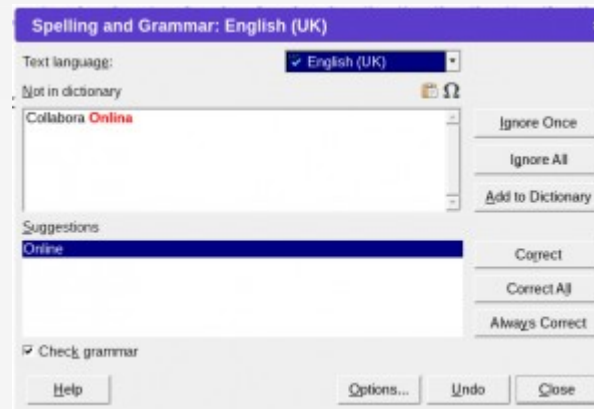 Spelling and Grammar: English (UK)
Text language:
English (UK)
Not in dictionary
Ω
Collabora Onlina
Ignore Once
Ignore All
Add to Dictionary
Suggestions
Online
Correct
Correct All
Always Correct
Check grammar
Help
Options...
Undo
Close